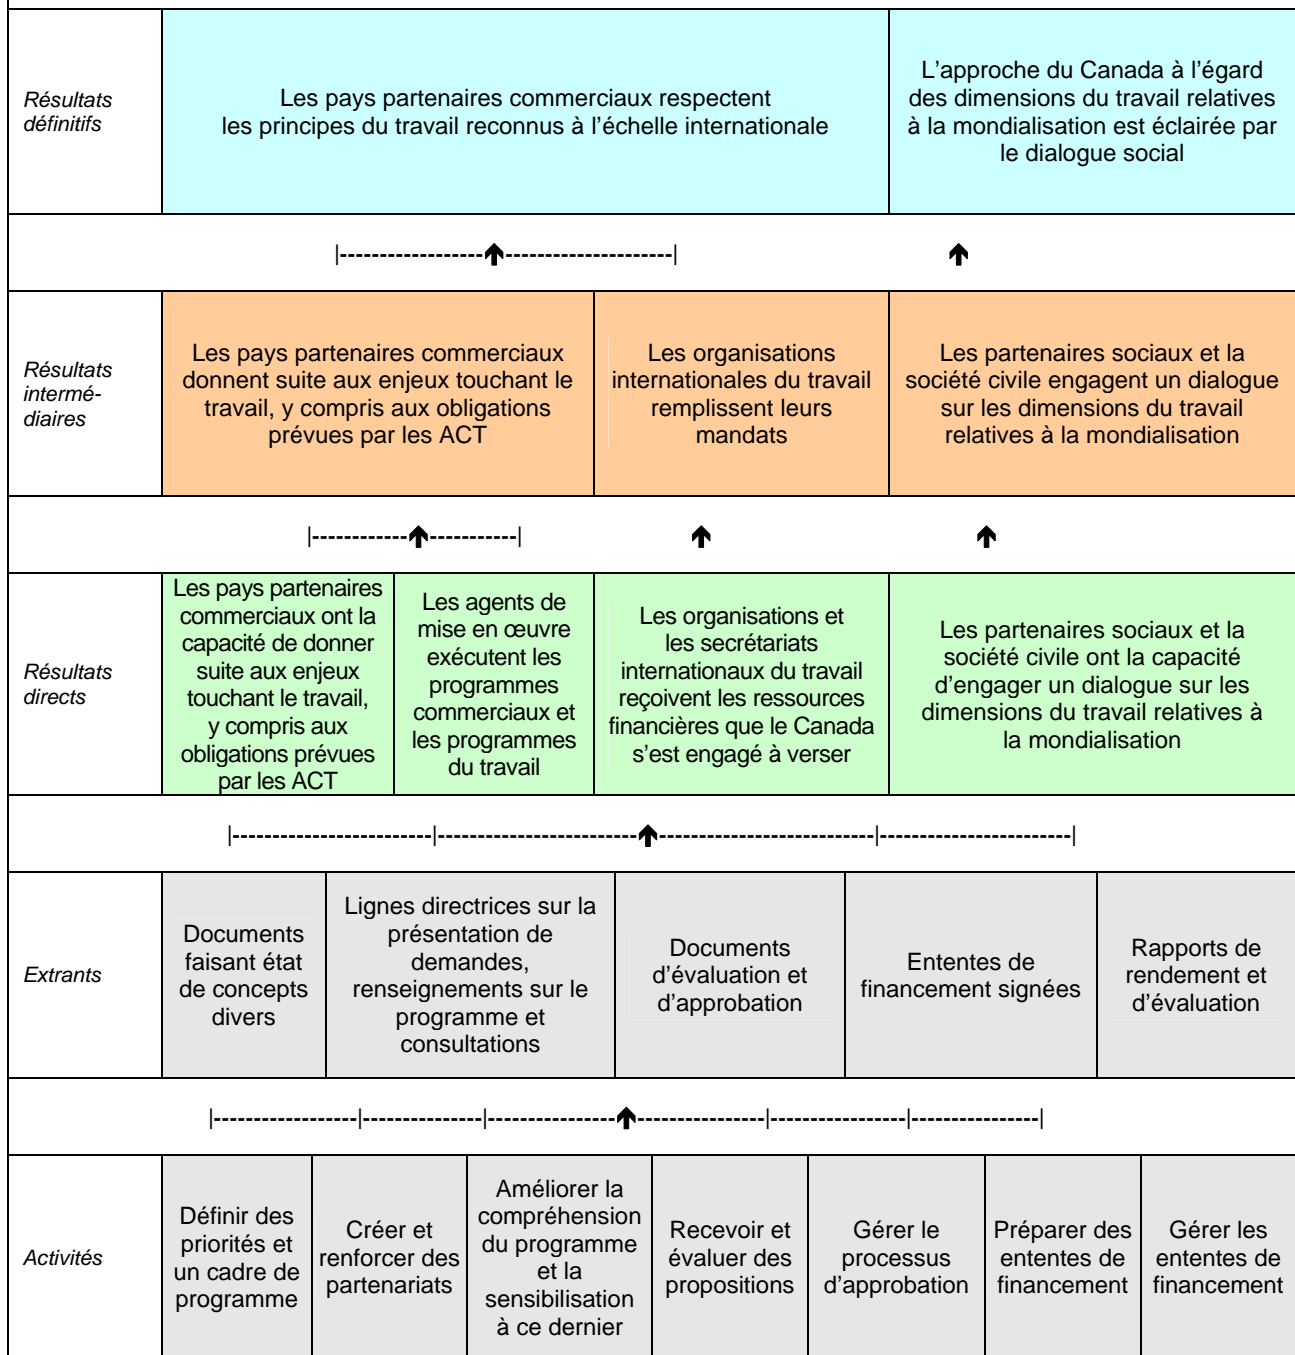 Résultats
définitifs
Les pays partenaires commerciaux respectent
les principes du travail reconnus à l'échelle internationale
L'approche du Canada à l'égard
des dimensions du travail relatives
à la mondialisation est éclairée par
le dialogue social
Résultats
intermé-
diaires
Les pays partenaires commerciaux
donnent suite aux enjeux touchant le
travail, y compris aux obligations
prévues par les ACT
Les organisations
internationales du travail
remplissent leurs
mandats
Les partenaires sociaux et la
société civile engagent un dialogue
sur les dimensions du travail
relatives à la mondialisation
Résultats
directs
Les pays partenaires
commerciaux ont la
capacité de donner
suite aux enjeux
touchant le travail,
y compris aux
obligations prévues
par les ACT
Les agents de
mise en œuvre
exécutent les
programmes
commerciaux et
les programmes
du travail
Les organisations et
les secrétariats
internationaux du travail
reçoivent les ressources
financières que le Canada
s'est engagé à verser
Les partenaires sociaux et la
société civile ont la capacité
d'engager un dialogue sur les
dimensions du travail relatives à
la mondialisation
Extrants
Documents
faisant état
de concepts
divers
Lignes directrices sur la
présentation de
demandes,
renseignements sur le
programme et
consultations
Documents
d'évaluation et
d'approbation
Ententes de
financement signées
Rapports de
rendement et
d'évaluation
Activités
Définir des
priorités et
un cadre de
programme
Créer et
renforcer des
partenariats
Améliorer la
compréhension
du programme
et la
sensibilisation
à ce dernier
Recevoir et
évaluer des
propositions
Gérer le
processus
d'approbation
Préparer des
ententes de
financement
Gérer les
ententes de
financement